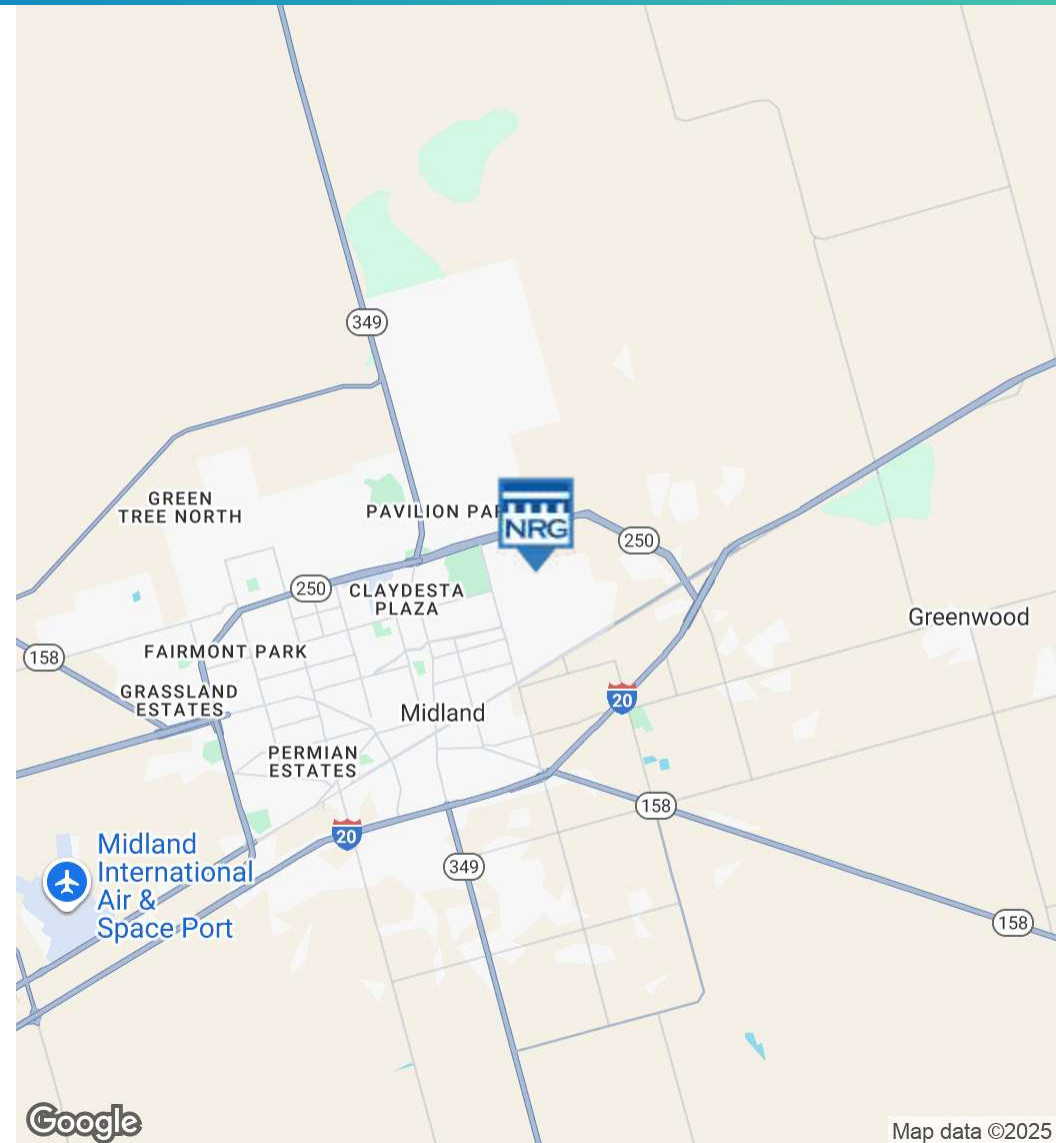 349
GREEN
TREE NORTH
PAVILION PAR
NRG
250
250
CLAYDESTA
PLAZA
Greenwood
158
FAIRMONT PARK
GRASSLAND
ESTATES
20
Midland
PERMIAN
ESTATES
158
20
349
Midland
International
Air &
Space Port
158
Google
Map data ©2025